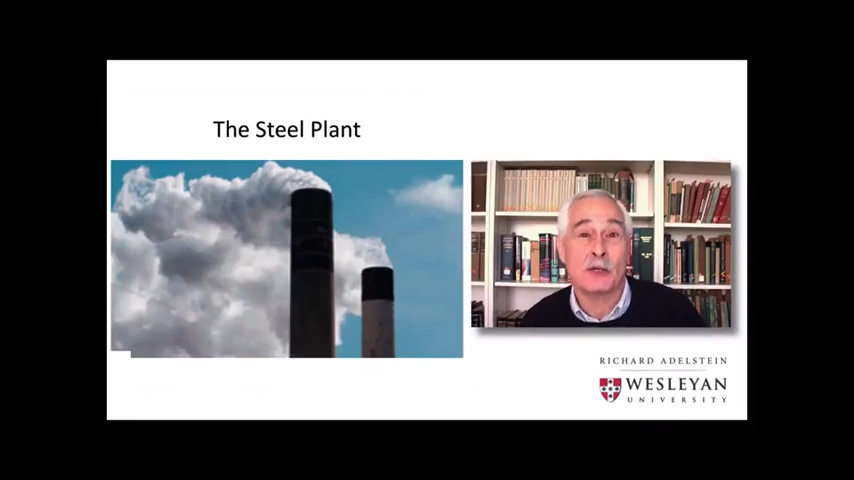 The Steel Plant
RICHARD ADELSTEIN
WESLEYAN
UNIVERSITY